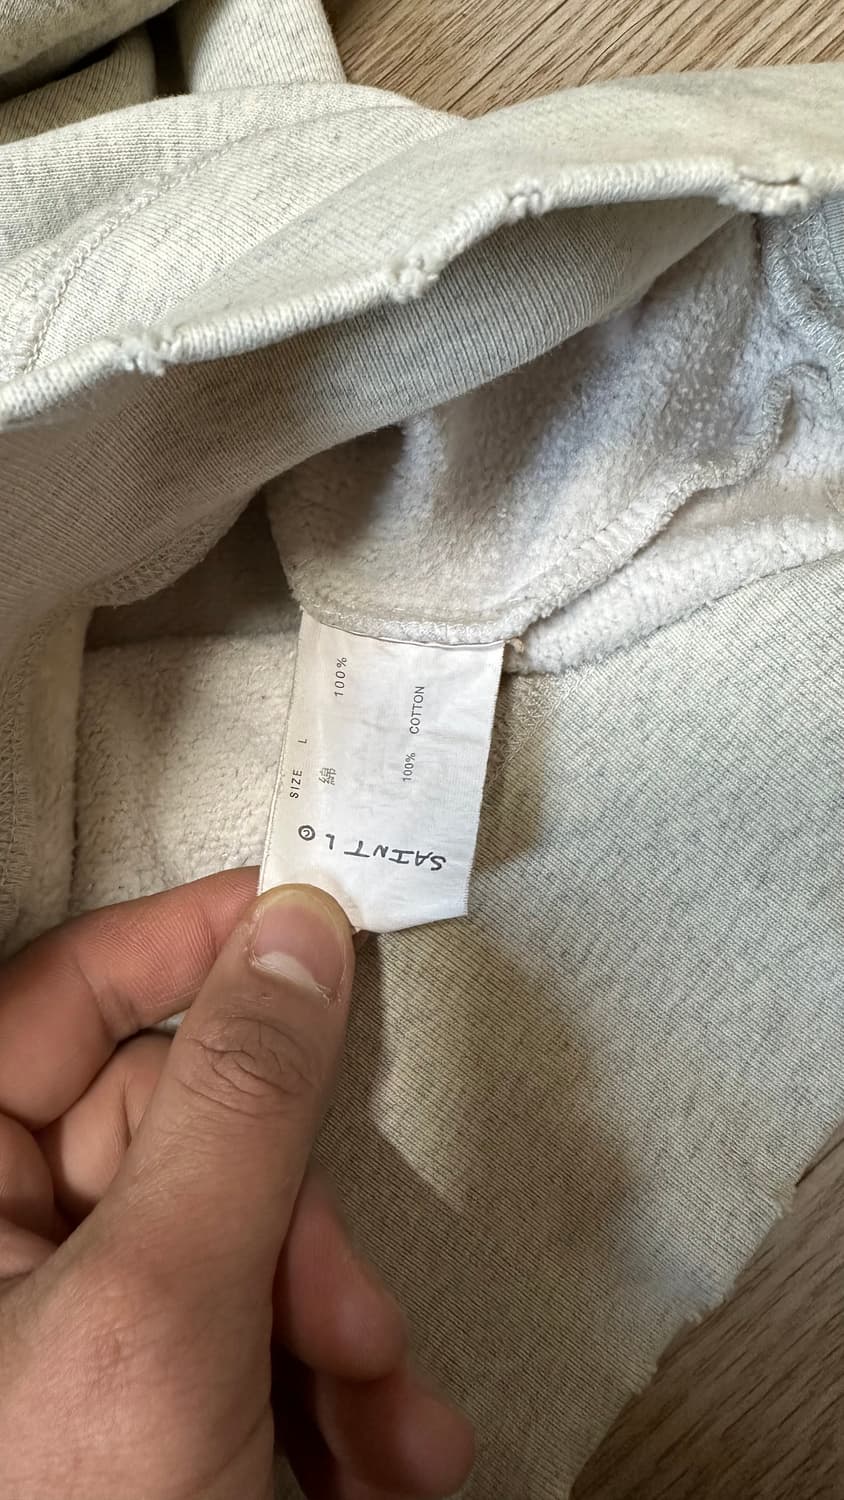 SIZE L
綿 100%
100% COTTON
SAINT L ©